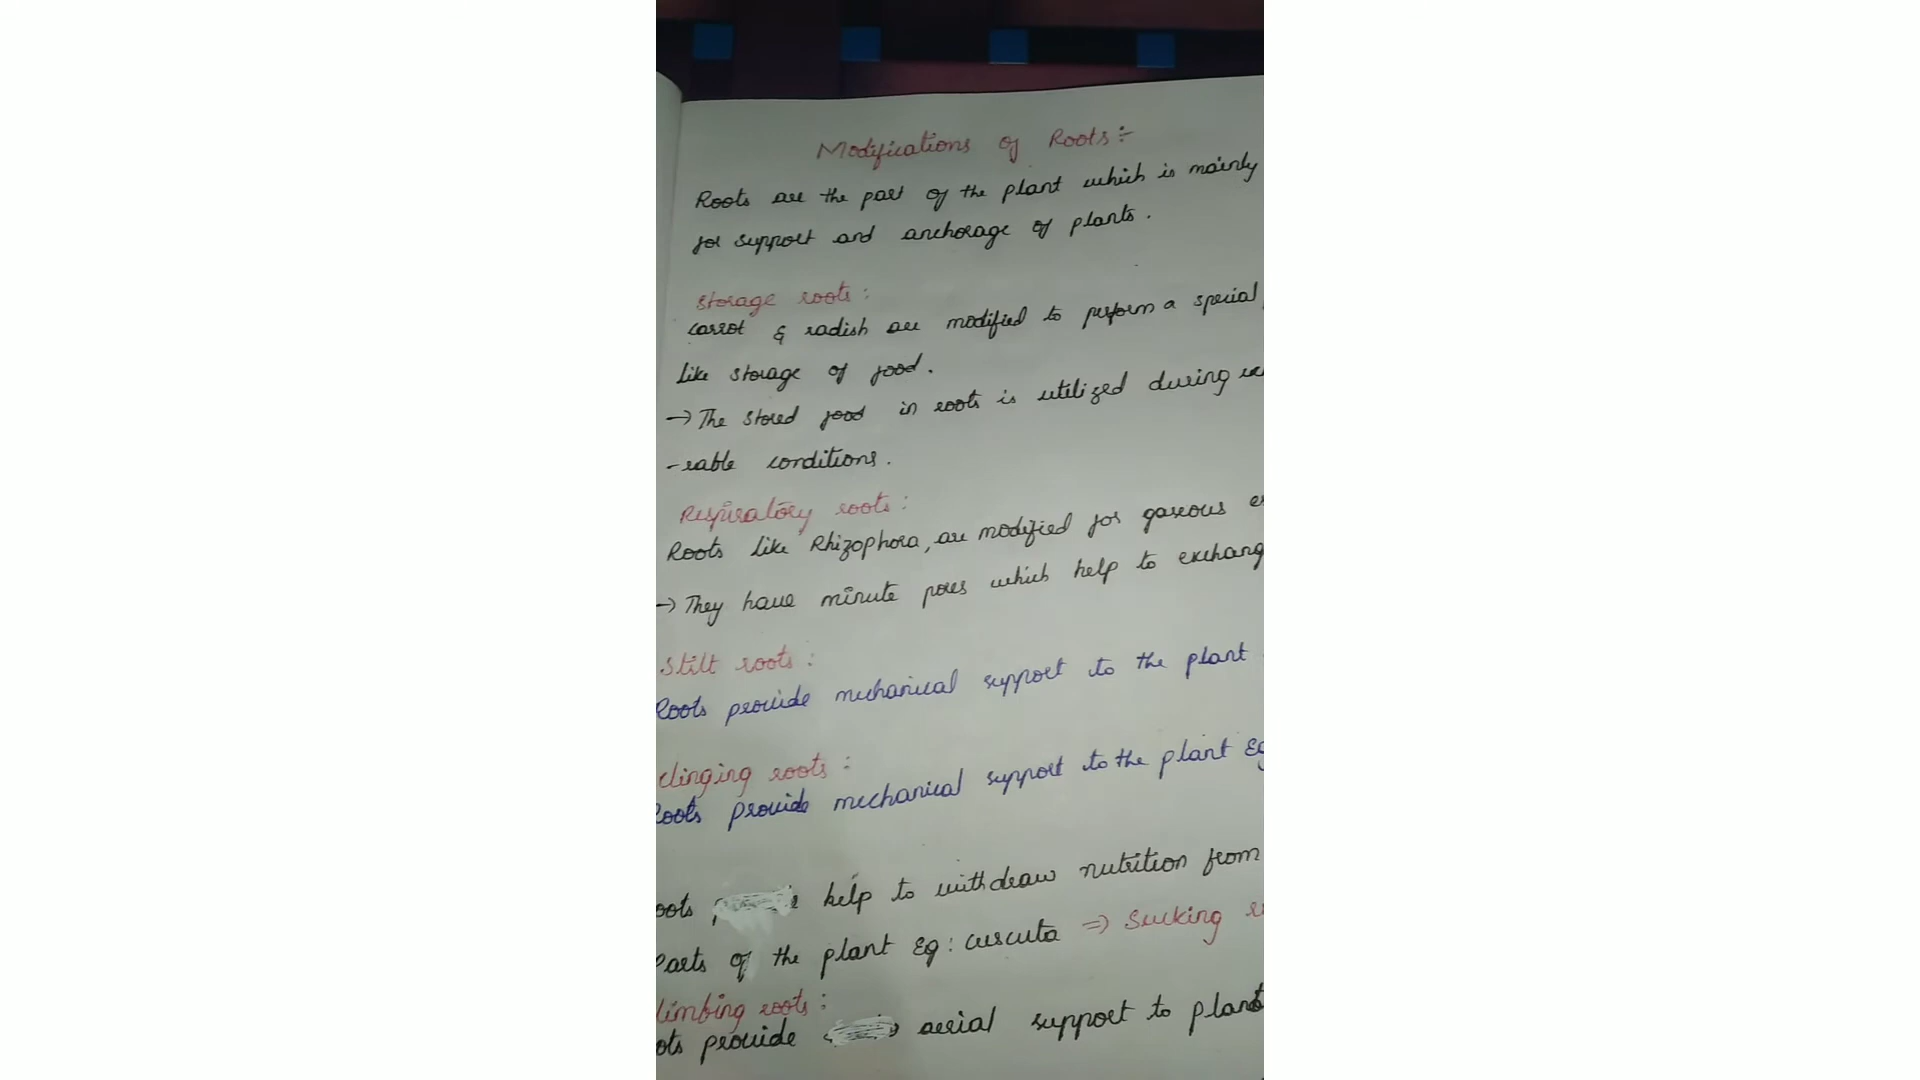 Modifications of Roots:-
Roots are the part of the plant which is mainly
for support and anchorage of plants.
Storage roots:
carrot & radish are modified to perform a special
like storage of food.
→ The stored food in roots is utilized during
-rable conditions.
Respiratory roots:
Roots like Rhizophora, are modified for gaseous
→ They have minute pores which help to exchang
Stilt roots:
Roots provide mechanical support to the plant
clinging roots:
Roots provide mechanical support to the plant Eg
oots help to withdraw nutrition from
Parts of the plant Eg: cuscuta ⇒ Sucking
limbing roots:
ots provide aerial support to plant